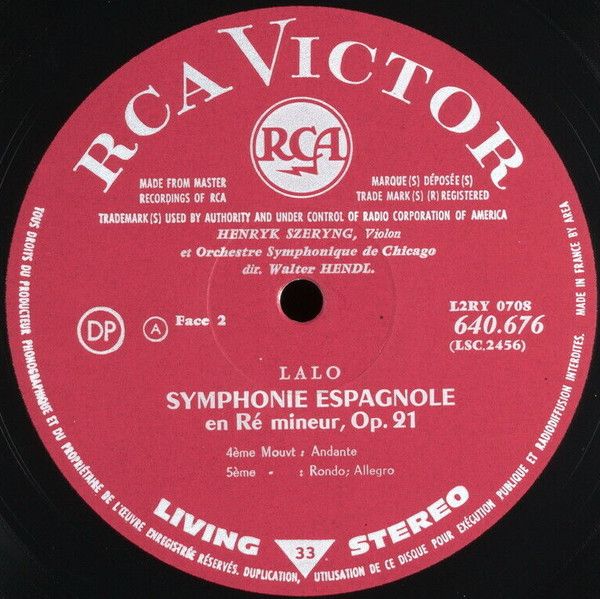 RCA VICTOR
RCA
MADE FROM MASTER
RECORDINGS OF RCA
MARQUE(S) DÉPOSÉE(S)
TRADE MARK(S) (R) REGISTERED
TRADEMARK(S) USED BY AUTHORITY AND UNDER CONTROL OF RADIO CORPORATION OF AMERICA
HENRYK SZERYNG, Violon
et Orchestre Symphonique de Chicago
dir. Walter HENDL.
DP
A
Face 2
L2RY 0708
640.676
(LSC.2456)
LALO
SYMPHONIE ESPAGNOLE
en Ré mineur, Op. 21
4ème Mouvt : Andante
5ème - : Rondo; Allegro
LIVING STEREO
33
TOUS DROITS DU PRODUCTEUR PHONOGRAPHIQUE ET DU PROPRIÉTAIRE DE L'ŒUVRE ENREGISTRÉE RÉSERVÉS. DUPLICATION, UTILISATION DE CE DISQUE POUR EXÉCUTION PUBLIQUE ET RADIODIFFUSION INTERDITES.
MADE IN FRANCE BY AREA